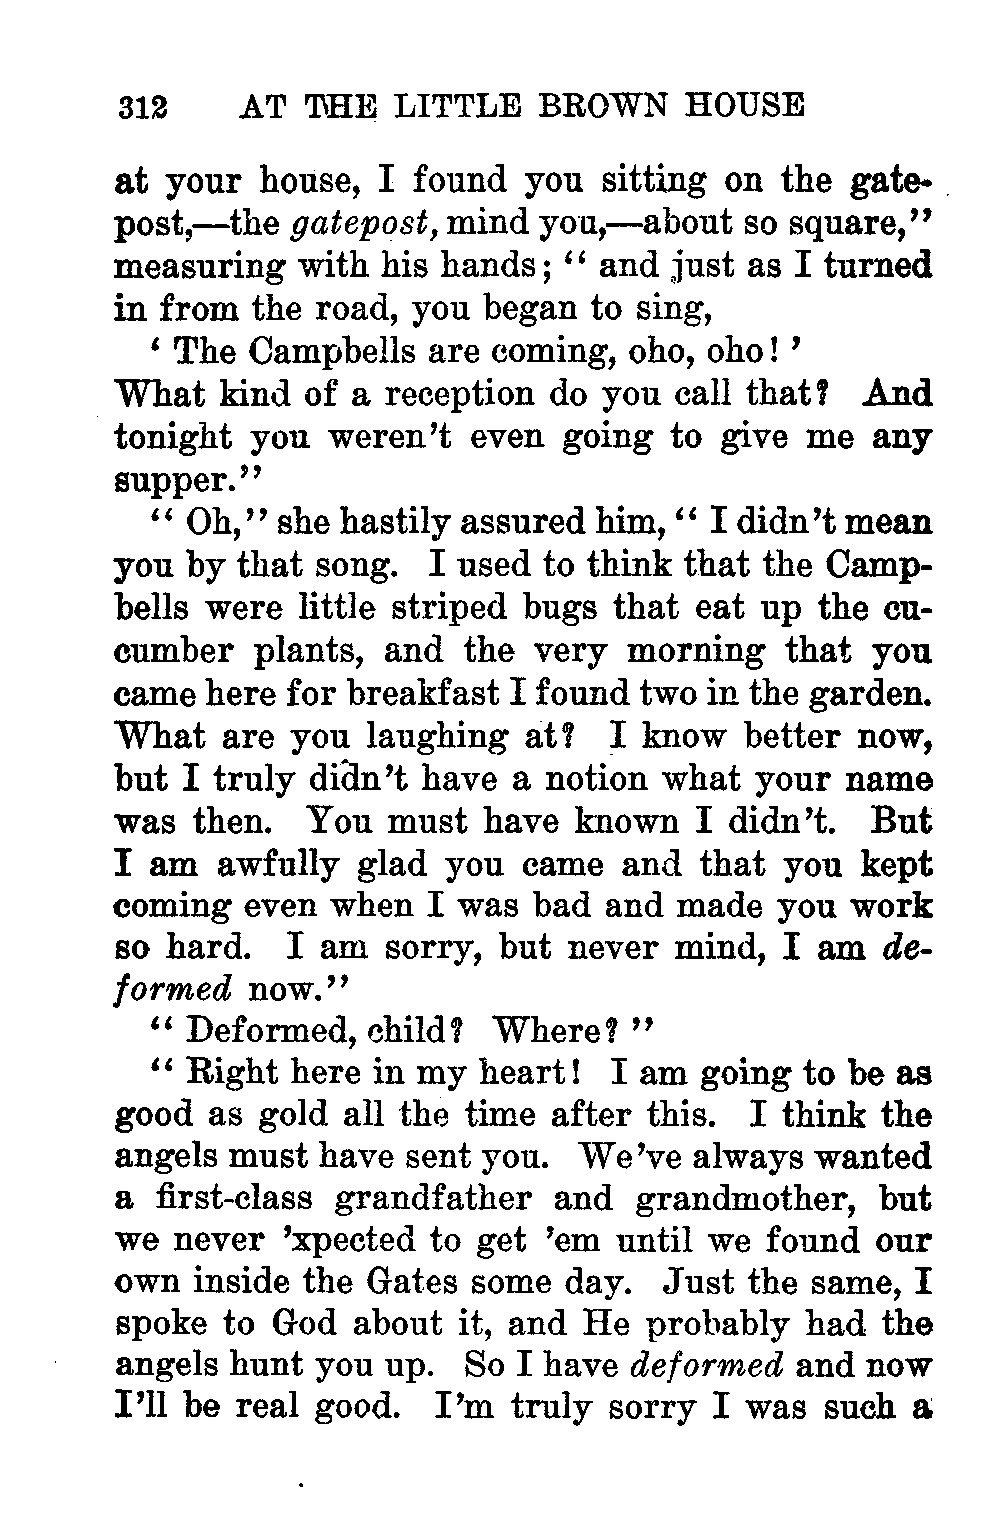 312 AT THE LITTLE BROWN HOUSE
at your house, I found you sitting on the gate-
post,—the gatepost, mind you,—about so square,"
measuring with his hands; " and just as I turned
in from the road, you began to sing,
' The Campbells are coming, oho, oho! '
What kind of a reception do you call that? And
tonight you weren't even going to give me any
supper."
" Oh," she hastily assured him, " I didn't mean
you by that song. I used to think that the Camp-
bells were little striped bugs that eat up the cu-
cumber plants, and the very morning that you
came here for breakfast I found two in the garden.
What are you laughing at? I know better now,
but I truly didn't have a notion what your name
was then. You must have known I didn't. But
I am awfully glad you came and that you kept
coming even when I was bad and made you work
so hard. I am sorry, but never mind, I am de-
formed now."
" Deformed, child? Where? "
" Right here in my heart! I am going to be as
good as gold all the time after this. I think the
angels must have sent you. We've always wanted
a first-class grandfather and grandmother, but
we never 'xpected to get 'em until we found our
own inside the Gates some day. Just the same, I
spoke to God about it, and He probably had the
angels hunt you up. So I have deformed and now
I'll be real good. I'm truly sorry I was such a